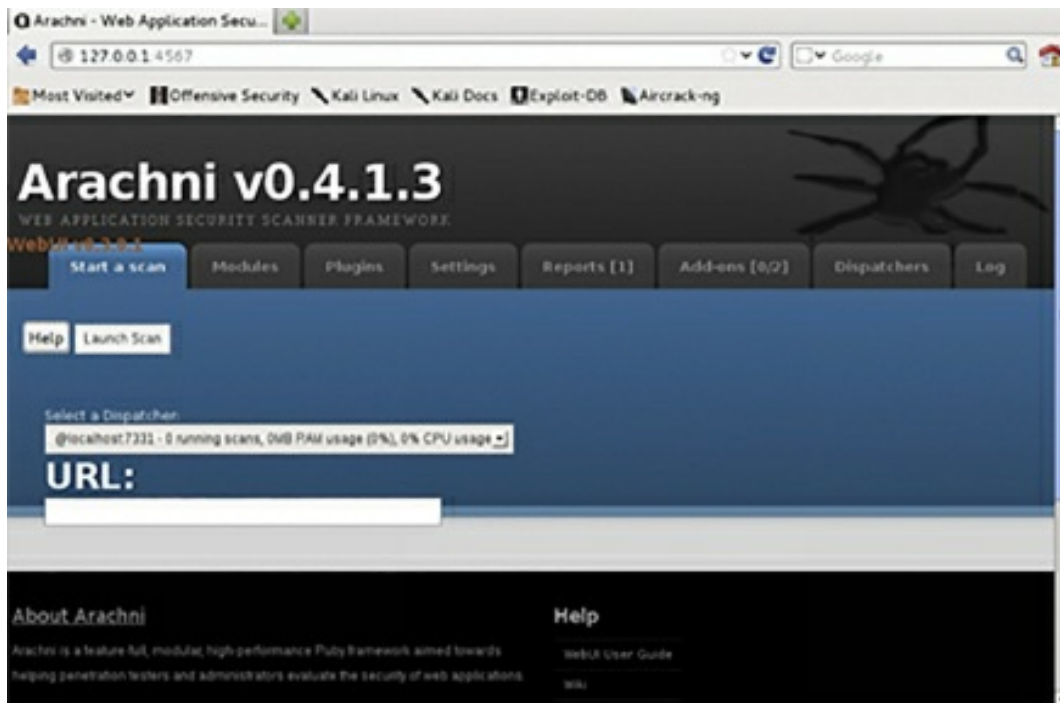 Arachni - Web Application Secu...
127.0.0.1:4567
Google
Most Visited Offensive Security Kali Linux Kali Docs Exploit-DB Aircrack-ng
Arachni v0.4.1.3
WEB APPLICATION SECURITY SCANNER FRAMEWORK
WebUI
Start a scan Modules Plugins Settings Reports [1] Add-ons [0/2] Dispatchers Log
Help Launch Scan
Select a Dispatcher:
@localhost:7331 - 0 running scans, 0MB RAM usage (0%), 0% CPU usage
URL:
About Arachni
Help
Arachni is a feature-full, modular, high-performance Ruby framework aimed towards
helping penetration testers and administrators evaluate the security of web applications.
WebUI User Guide
Wiki